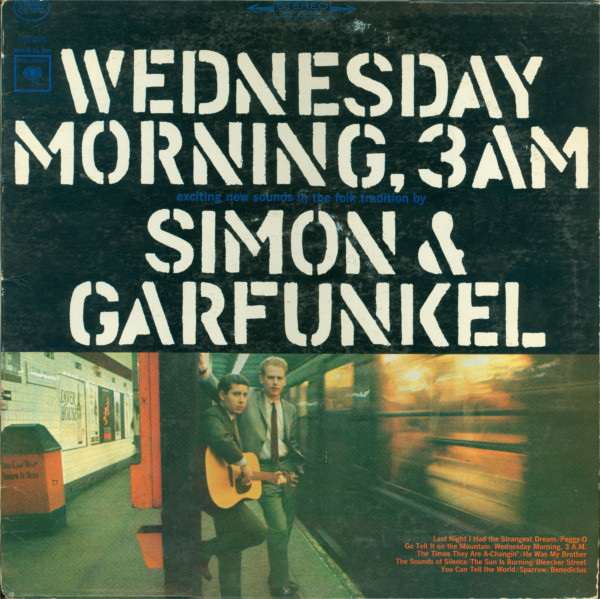 STEREO
WEDNESDAY
MORNING, 3AM
exciting new sounds in the folk tradition by
SIMON &
GARFUNKEL
Last Night I Had the Strangest Dream/Peggy-O
Go Tell It on the Mountain/Wednesday Morning, 3 A.M.
The Times They Are A-Changin'/He Was My Brother
The Sounds of Silence/The Sun Is Burning/Bleecker Street
You Can Tell the World/Sparrow/Benedictus